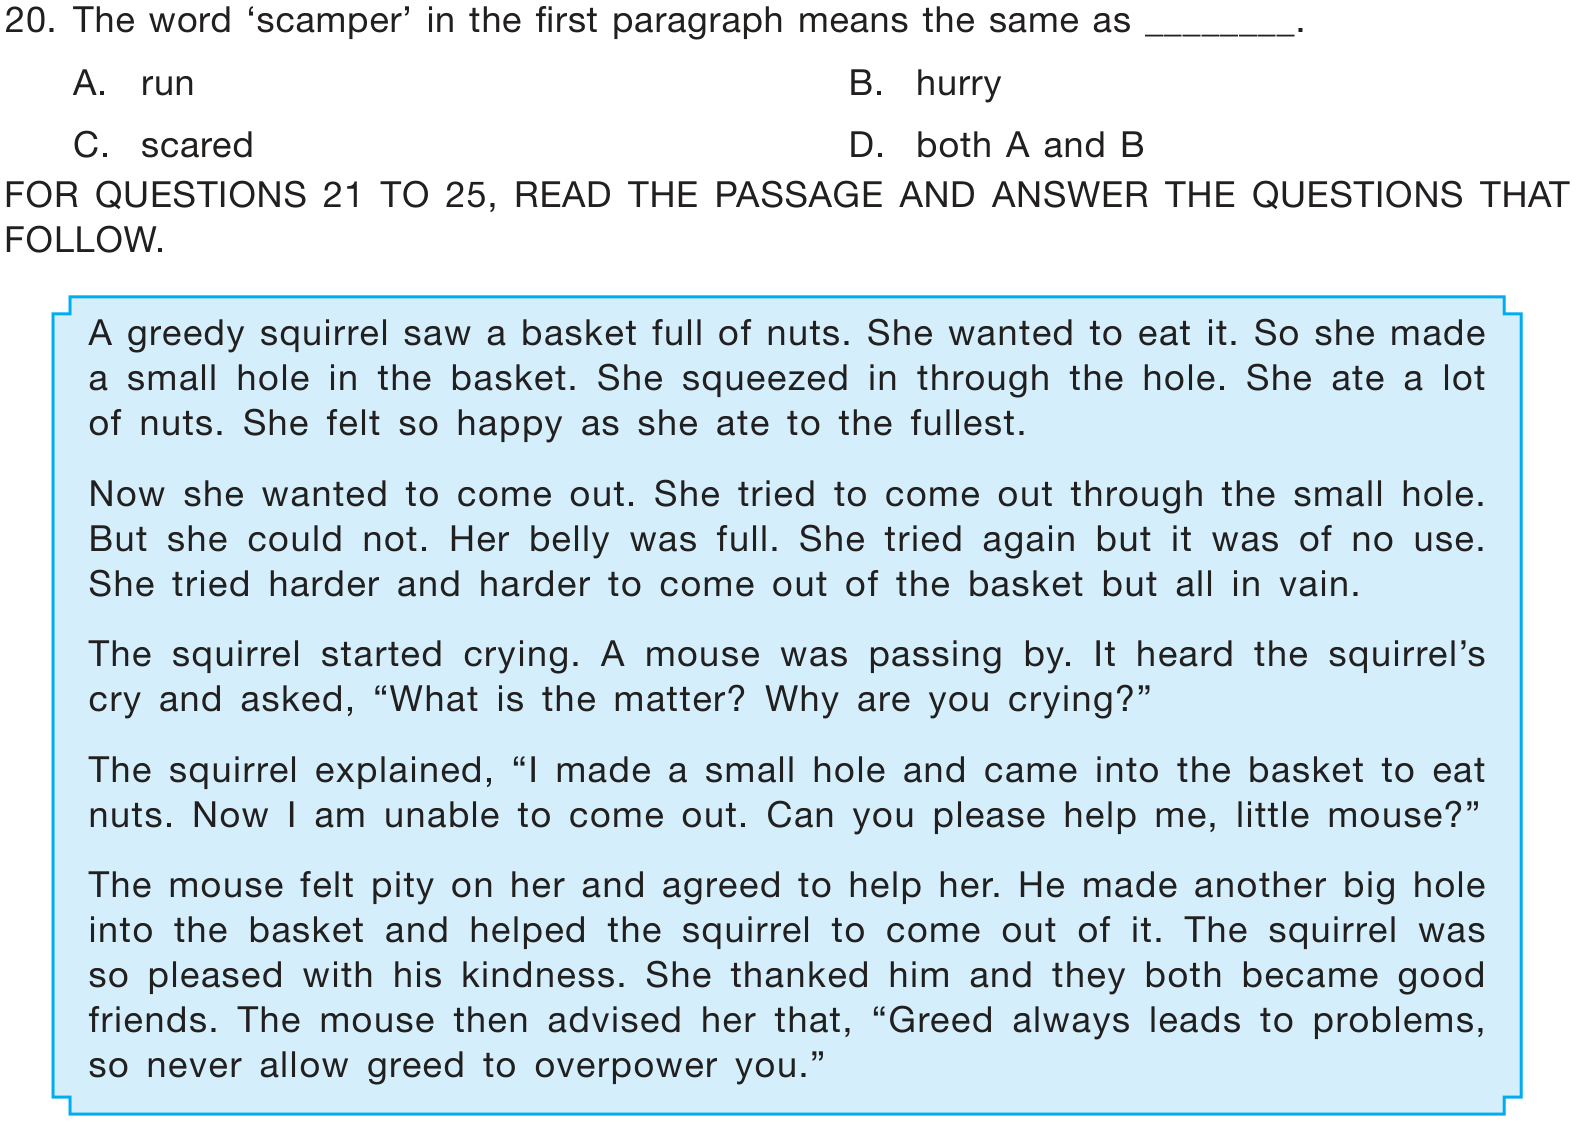 20. The word ‘scamper’ in the first paragraph means the same as ________.
A. run
B. hurry
C. scared
D. both A and B
FOR QUESTIONS 21 TO 25, READ THE PASSAGE AND ANSWER THE QUESTIONS THAT
FOLLOW.
A greedy squirrel saw a basket full of nuts. She wanted to eat it. So she made
a small hole in the basket. She squeezed in through the hole. She ate a lot
of nuts. She felt so happy as she ate to the fullest.
Now she wanted to come out. She tried to come out through the small hole.
But she could not. Her belly was full. She tried again but it was of no use.
She tried harder and harder to come out of the basket but all in vain.
The squirrel started crying. A mouse was passing by. It heard the squirrel’s
cry and asked, “What is the matter? Why are you crying?”
The squirrel explained, “I made a small hole and came into the basket to eat
nuts. Now I am unable to come out. Can you please help me, little mouse?”
The mouse felt pity on her and agreed to help her. He made another big hole
into the basket and helped the squirrel to come out of it. The squirrel was
so pleased with his kindness. She thanked him and they both became good
friends. The mouse then advised her that, “Greed always leads to problems,
so never allow greed to overpower you.”